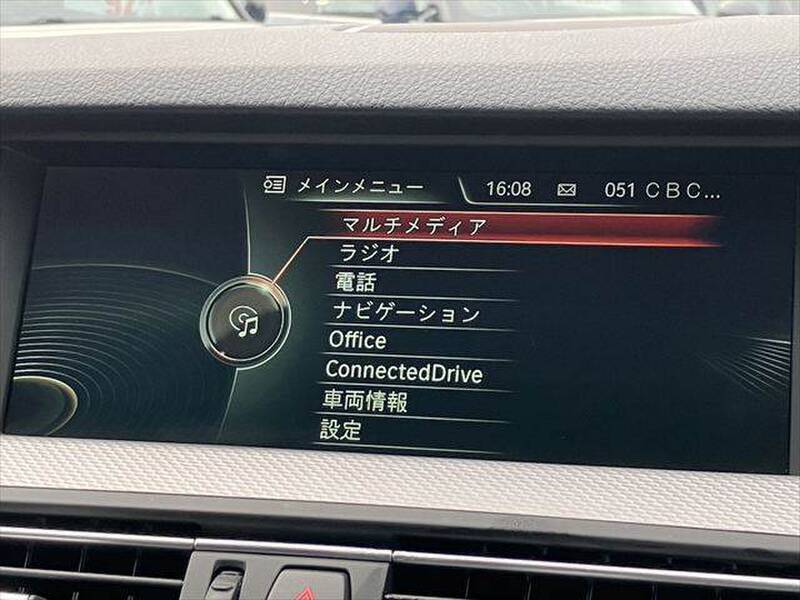 メインメニュー 16:08 051 ＣＢＣ...
マルチメディア
ラジオ
電話
ナビゲーション
Office
ConnectedDrive
車両情報
設定